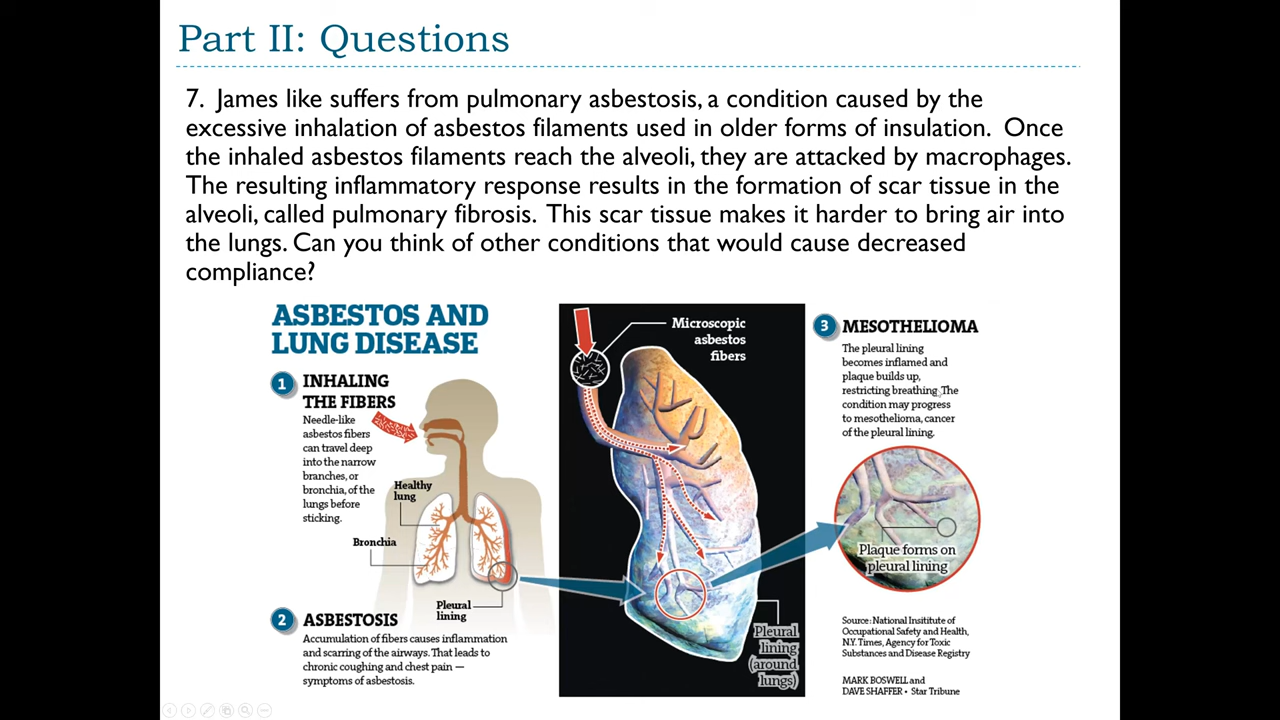 Part II: Questions
7. James like suffers from pulmonary asbestosis, a condition caused by the
excessive inhalation of asbestos filaments used in older forms of insulation. Once
the inhaled asbestos filaments reach the alveoli, they are attacked by macrophages.
The resulting inflammatory response results in the formation of scar tissue in the
alveoli, called pulmonary fibrosis. This scar tissue makes it harder to bring air into
the lungs. Can you think of other conditions that would cause decreased
compliance?
ASBESTOS AND
LUNG DISEASE
1 INHALING
THE FIBERS
Needle-like
asbestos fibers
can travel deep
into the narrow
branches, or
bronchia, of the
lungs before
sticking.
Healthy
lung
Bronchia
Pleural
lining
2 ASBESTOSIS
Accumulation of fibers causes inflammation
and scarring of the airways. That leads to
chronic coughing and chest pain —
symptoms of asbestosis.
Microscopic
asbestos
fibers
Pleural
lining
(around
lungs)
3 MESOTHELIOMA
The pleural lining
becomes inflamed and
plaque builds up,
restricting breathing. The
condition may progress
to mesothelioma, cancer
of the pleural lining.
Plaque forms on
pleural lining
Source: National Insititute of
Occupational Safety and Health,
N.Y. Times, Agency for Toxic
Substances and Disease Registry
MARK BOSWELL and
DAVE SHAFFER • Star Tribune